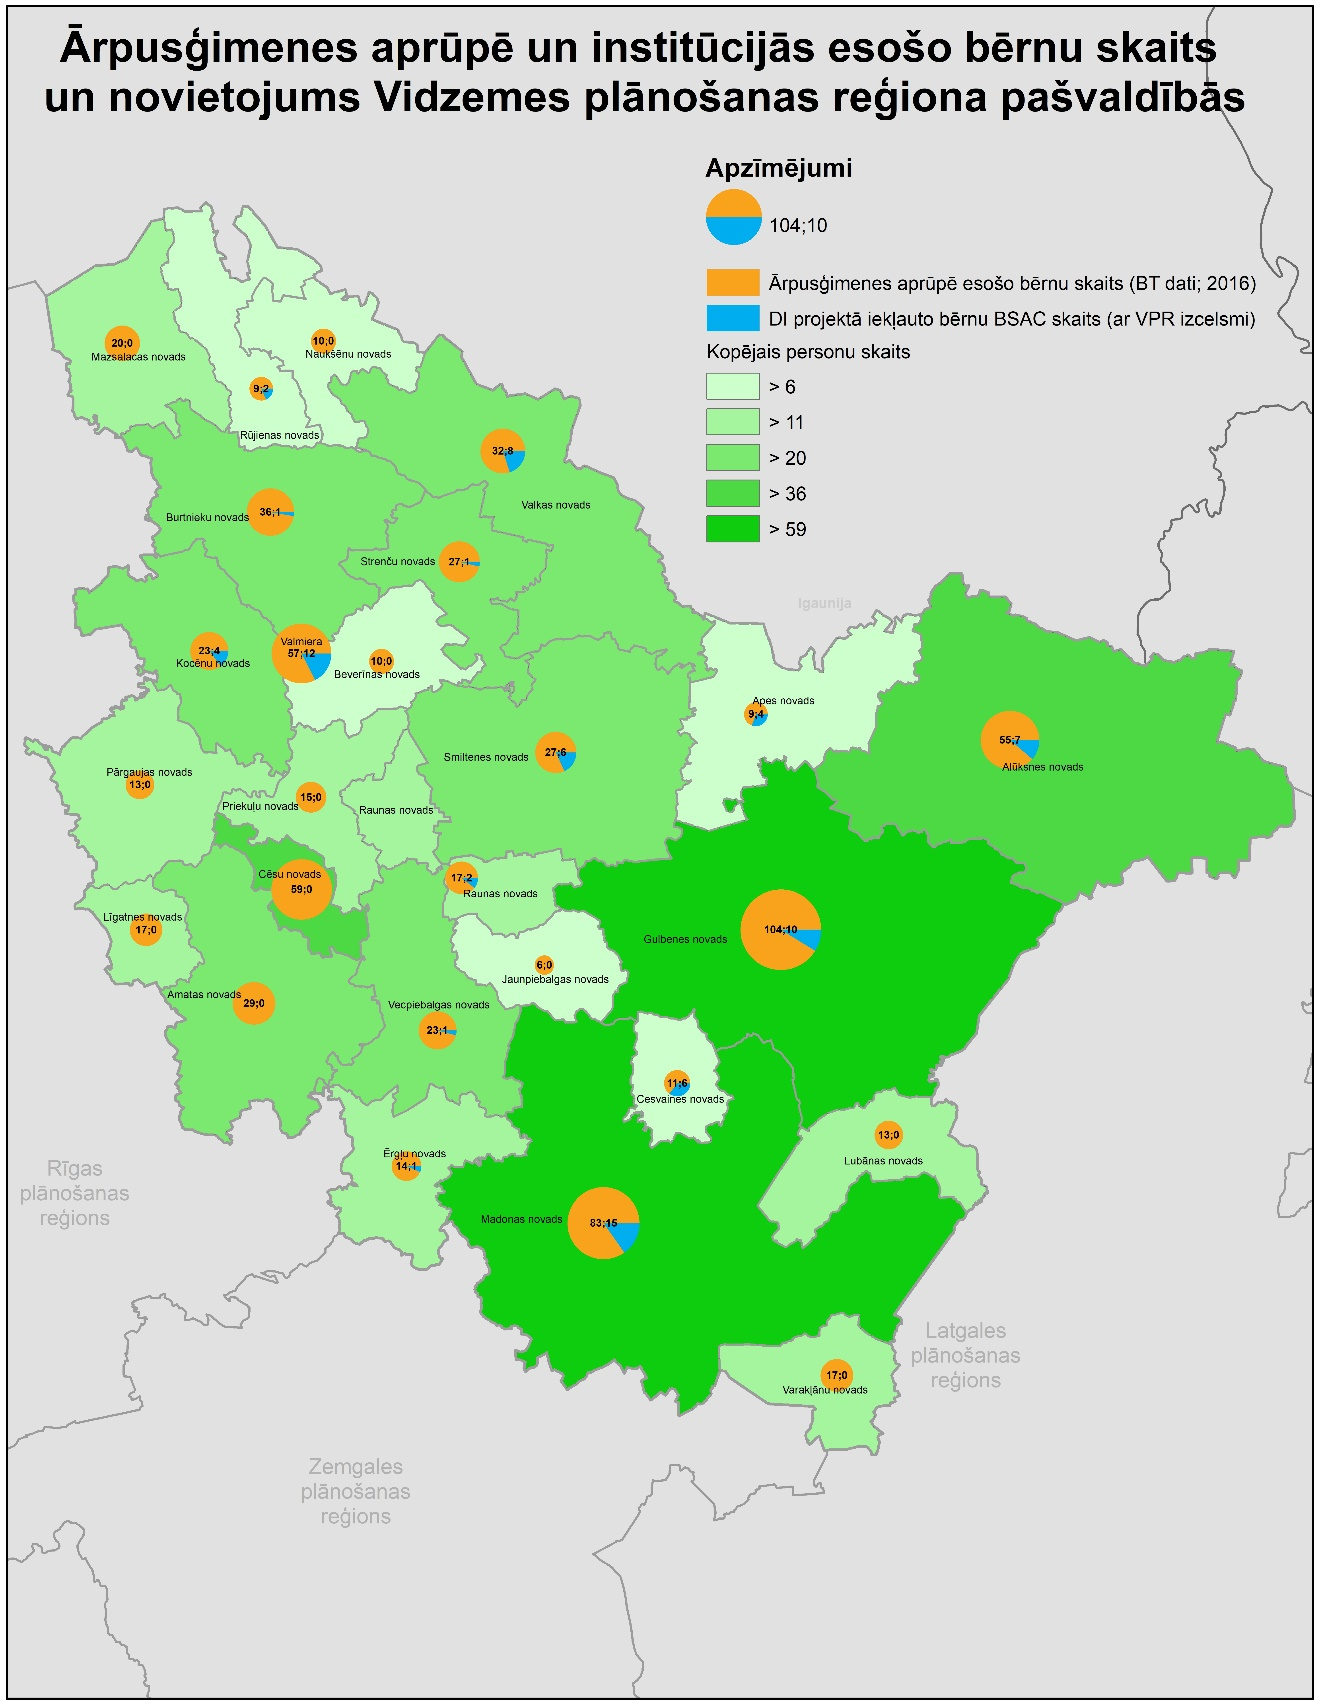 Ārpusģimenes aprūpē un institūcijās esošo bērnu skaits
un novietojums Vidzemes plānošanas reģiona pašvaldībās
Apzīmējumi
104;10
Ārpusģimenes aprūpē esošo bērnu skaits (BT dati; 2016)
DI projektā iekļauto bērnu BSAC skaits (ar VPR izcelsmi)
Kopējais personu skaits
> 6
> 11
> 20
> 36
> 59
20;0
Mazsalacas novads
10;0
Naukšēnu novads
9;2
Rūjienas novads
32;8
Valkas novads
36;1
Burtnieku novads
27;1
Strenču novads
Igaunija
23;4
Kocēnu novads
Valmiera
57;12
10;0
Beverīnas novads
Apes novads
9;4
55;7
Alūksnes novads
27;6
Smiltenes novads
Pārgaujas novads
13;0
15;0
Priekuļu novads
Raunas novads
Cēsu novads
59;0
17;2
Raunas novads
Līgatnes novads
17;0
104;10
Gulbenes novads
6;0
Jaunpiebalgas novads
Amatas novads
29;0
Vecpiebalgas novads
23;1
11;6
Cesvaines novads
13;0
Lubānas novads
Ērgļu novads
14;1
Rīgas
plānošanas
reģions
Madonas novads
83;15
Latgales
plānošanas
reģions
17;0
Varakļānu novads
Zemgales
plānošanas
reģions